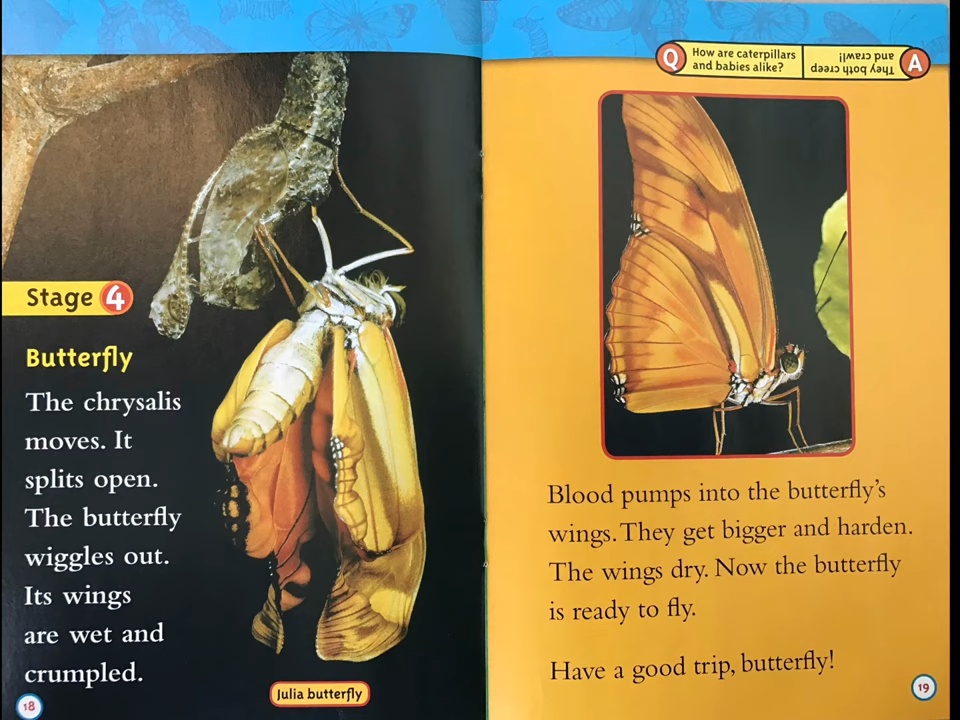 Stage 4
Butterfly
The chrysalis
moves. It
splits open.
The butterfly
wiggles out.
Its wings
are wet and
crumpled.
Julia butterfly
18
Q
How are caterpillars
and babies alike?
They both creep
and crawl!
A
Blood pumps into the butterfly's
wings. They get bigger and harden.
The wings dry. Now the butterfly
is ready to fly.
Have a good trip, butterfly!
19